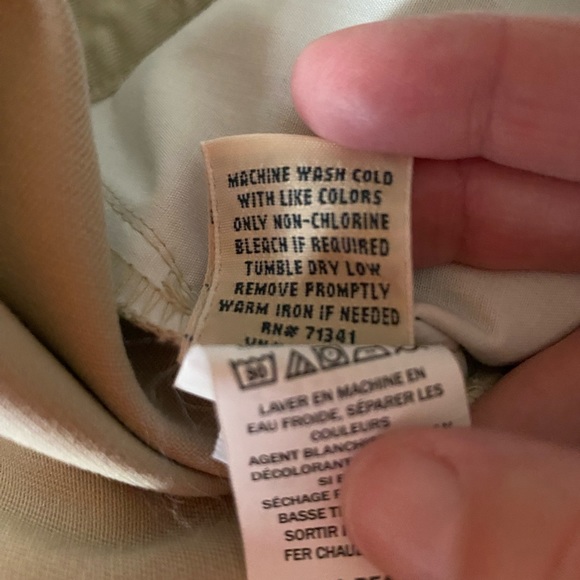 MACHINE WASH COLD
WITH LIKE COLORS
ONLY NON-CHLORINE
BLEACH IF REQUIRED
TUMBLE DRY LOW
REMOVE PROMPTLY
WARM IRON IF NEEDED
RN# 71341
30
LAVER EN MACHINE EN
EAU FROIDE, SÉPARER LES
COULEURS
AGENT BLANCHI
DÉCOLORANT
SI
SÉCHAGE
BASSE
SORTIR
FER CHAU